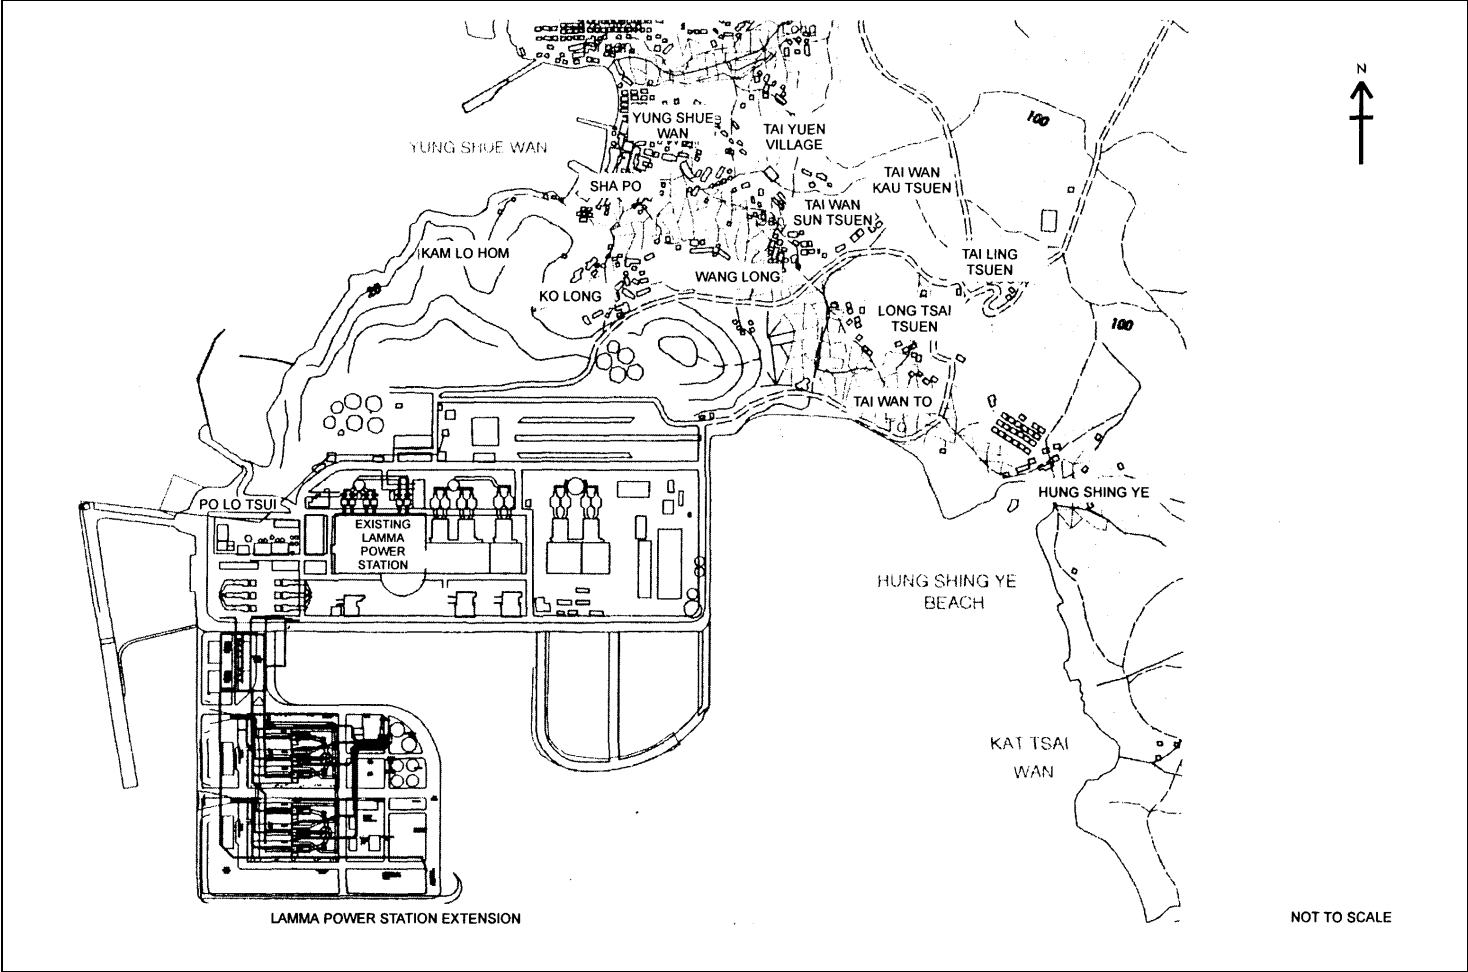 N
100
YUNG SHUE
WAN
TAI YUEN
VILLAGE
YUNG SHUE WAN
TAI WAN
KAU TSUEN
SHA PO
TAI WAN
SUN TSUEN
KAM LO HOM
TAI LING
TSUEN
WANG LONG
20
KO LONG
LONG TSAI
TSUEN
100
TAI WAN TO
HUNG SHING YE
PO LO TSUI
EXISTING
LAMMA
POWER
STATION
HUNG SHING YE
BEACH
KAT TSAI
WAN
LAMMA POWER STATION EXTENSION
NOT TO SCALE